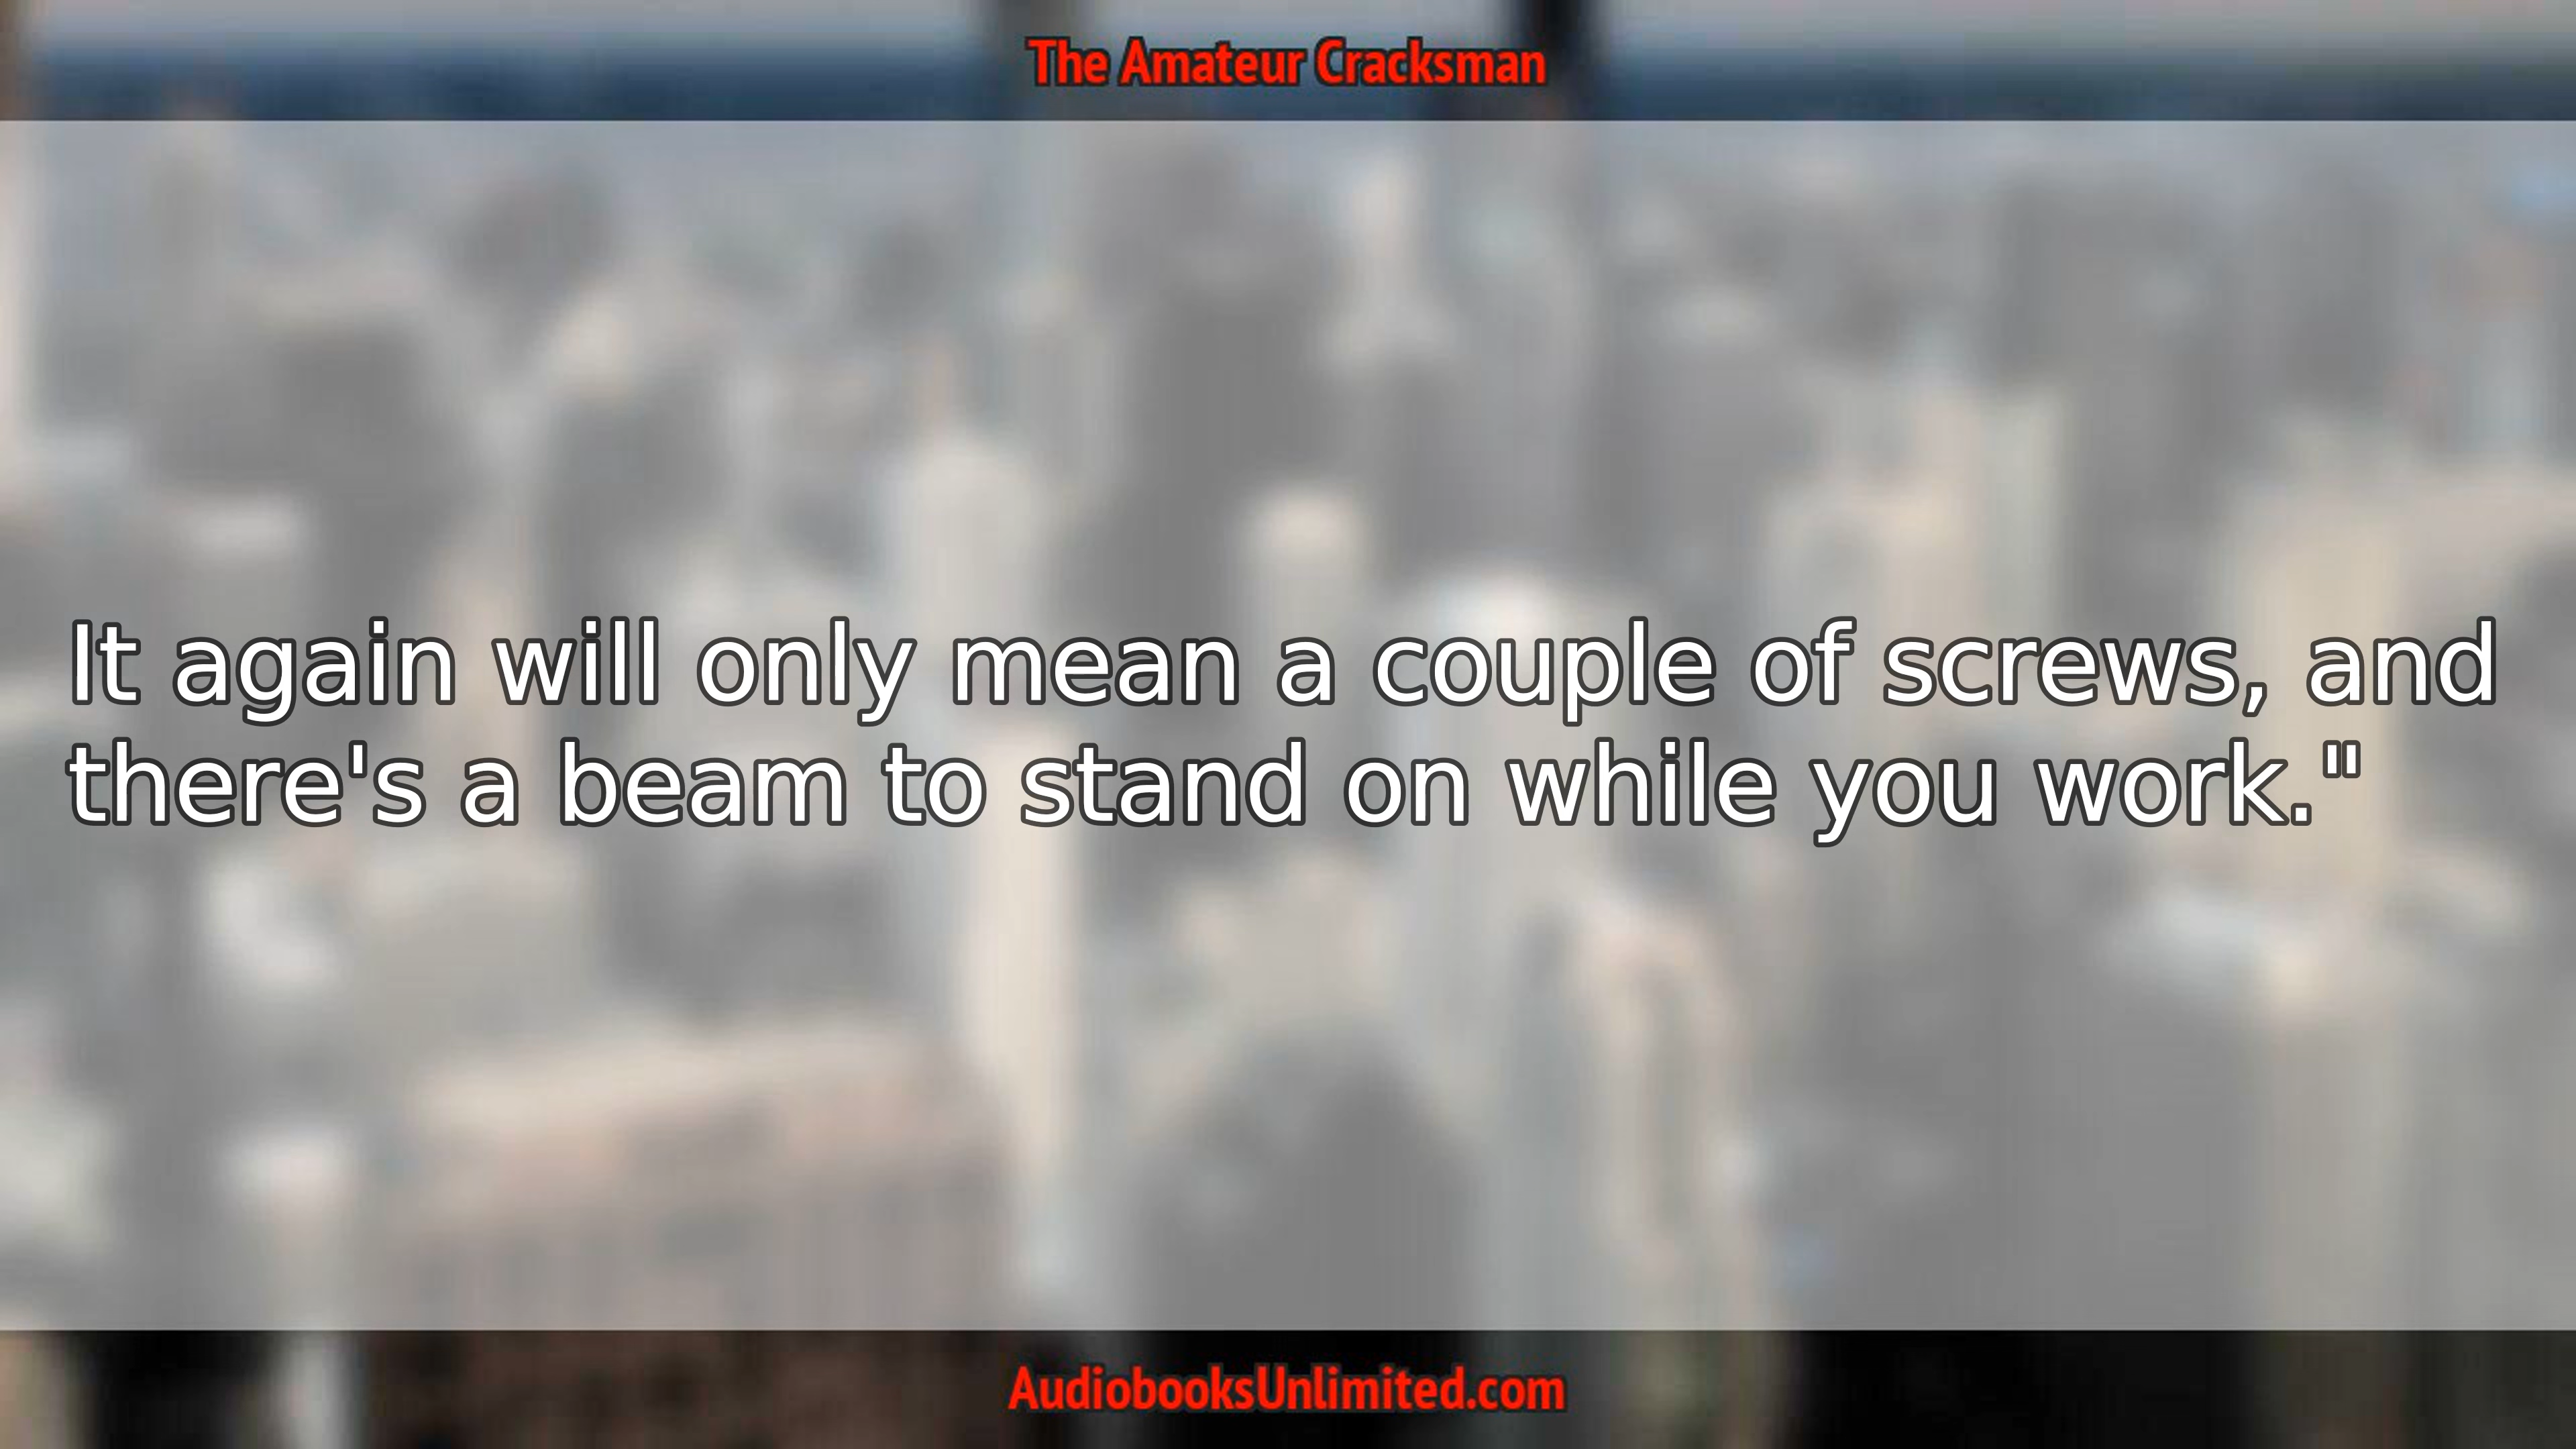 The Amateur Cracksman
It again will only mean a couple of screws, and
there's a beam to stand on while you work."
AudiobooksUnlimited.com